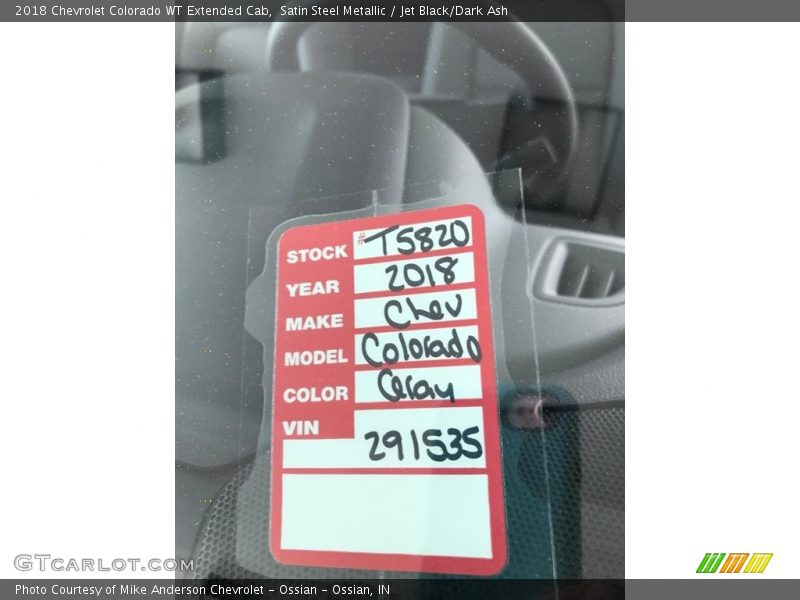 2018 Chevrolet Colorado WT Extended Cab, Satin Steel Metallic / Jet Black/Dark Ash
STOCK # T5820
YEAR 2018
MAKE Chev
MODEL Colorado
COLOR Gray
VIN
291535
GTCARLOT.COM
Photo Courtesy of Mike Anderson Chevrolet – Ossian – Ossian, IN